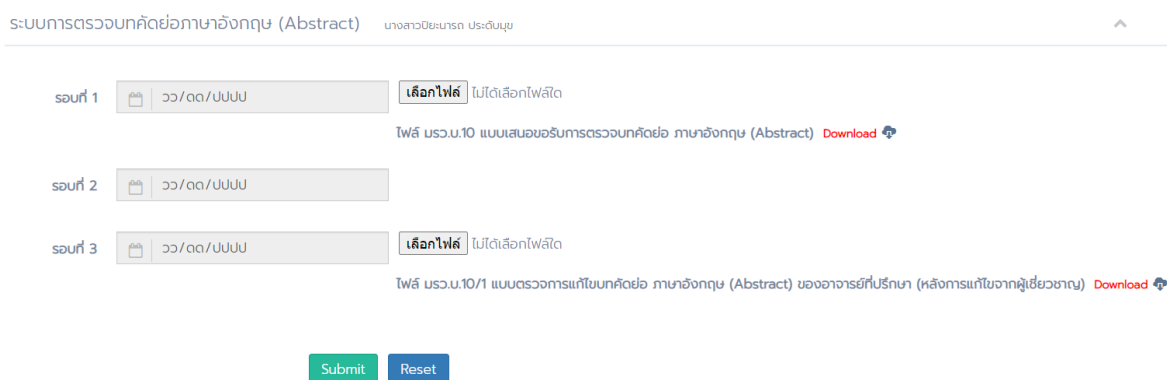 ระบบการตรวจบทคัดย่อภาษาอังกฤษ (Abstract) นางสาวปิยะนารถ ประดับมุข
รอบที่ 1 วว/ดด/ปปปป เลือกไฟล์ ไม่ได้เลือกไฟล์ใด
ไฟล์ มรว.บ.10 แบบเสนอขอรับการตรวจบทคัดย่อ ภาษาอังกฤษ (Abstract) Download
รอบที่ 2 วว/ดด/ปปปป
รอบที่ 3 วว/ดด/ปปปป เลือกไฟล์ ไม่ได้เลือกไฟล์ใด
ไฟล์ มรว.บ.10/1 แบบตรวจการแก้ไขบทคัดย่อ ภาษาอังกฤษ (Abstract) ของอาจารย์ที่ปรึกษา (หลังการแก้ไขจากผู้เชี่ยวชาญ) Download
Submit Reset